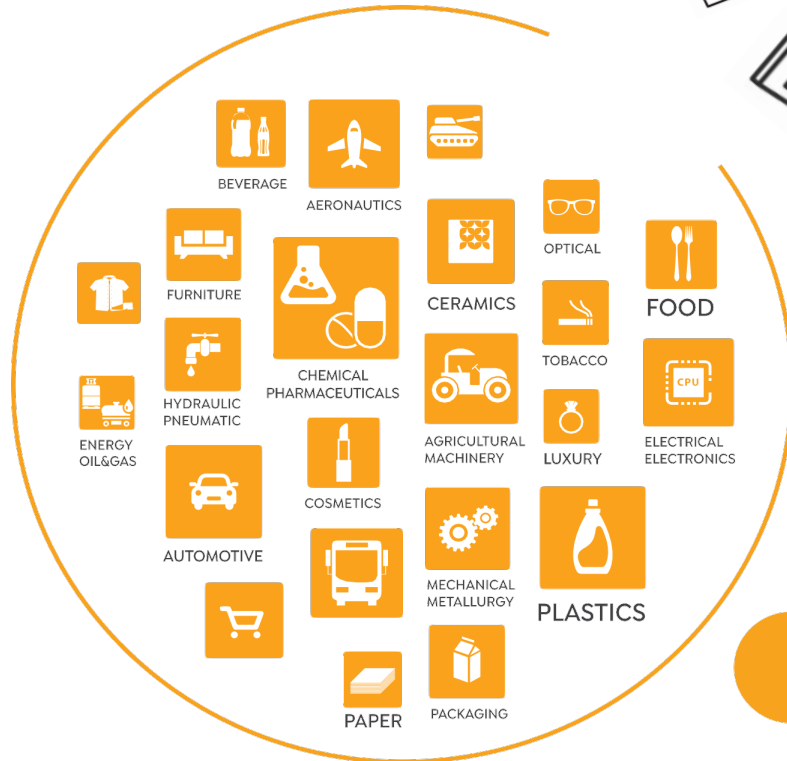 BEVERAGE
AERONAUTICS
OPTICAL
FURNITURE
CERAMICS
FOOD
CHEMICAL
PHARMACEUTICALS
TOBACCO
HYDRAULIC
PNEUMATIC
CPU
ENERGY
OIL&GAS
AGRICULTURAL
MACHINERY
LUXURY
ELECTRICAL
ELECTRONICS
COSMETICS
AUTOMOTIVE
MECHANICAL
METALLURGY
PLASTICS
PAPER
PACKAGING